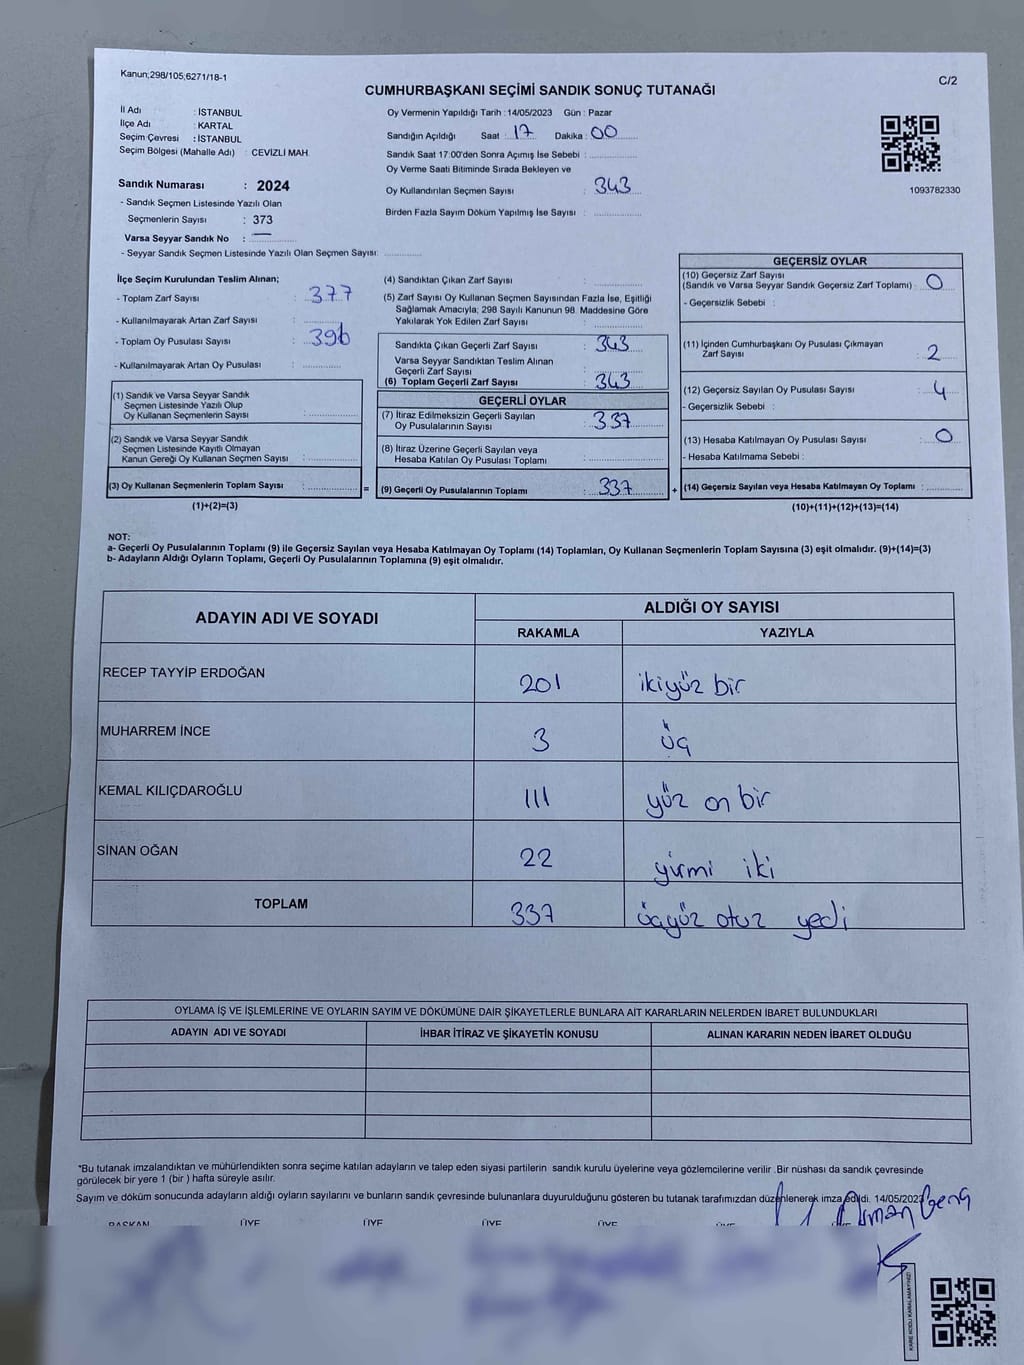 Kanun;298/105;6271/18-1
C/2
CUMHURBAŞKANI SEÇİMİ SANDIK SONUÇ TUTANAĞI
İl Adı : İSTANBUL
İlçe Adı : KARTAL
Seçim Çevresi : İSTANBUL
Seçim Bölgesi (Mahalle Adı) : CEVİZLİ MAH.
Sandık Numarası : 2024
- Sandık Seçmen Listesinde Yazılı Olan
Seçmenlerin Sayısı : 373
Varsa Seyyar Sandık No : —
- Seyyar Sandık Seçmen Listesinde Yazılı Olan Seçmen Sayısı:
Oy Vermenin Yapıldığı Tarih : 14/05/2023 Gün : Pazar
Sandığın Açıldığı Saat : 17 Dakika : 00
Sandık Saat 17:00'den Sonra Açımış İse Sebebi :
Oy Verme Saati Bitiminde Sırada Bekleyen ve
Oy Kullandırılan Seçmen Sayısı : 343
Birden Fazla Sayım Döküm Yapılmış İse Sayısı :
1093782330
İlçe Seçim Kurulundan Teslim Alınan;
- Toplam Zarf Sayısı : 377
- Kullanılmayarak Artan Zarf Sayısı :
- Toplam Oy Pusulası Sayısı : 396
- Kullanılmayarak Artan Oy Pusulası :
(1) Sandık ve Varsa Seyyar Sandık
Seçmen Listesinde Yazılı Olup
Oy Kullanan Seçmenlerin Sayısı :
(2) Sandık ve Varsa Seyyar Sandık
Seçmen Listesinde Kayıtlı Olmayan
Kanun Gereği Oy Kullanan Seçmen Sayısı :
(3) Oy Kullanan Seçmenlerin Toplam Sayısı : =
(1)+(2)=(3)
(4) Sandıktan Çıkan Zarf Sayısı :
(5) Zarf Sayısı Oy Kullanan Seçmen Sayısından Fazla İse, Eşitliği
Sağlamak Amacıyla; 298 Sayılı Kanunun 98. Maddesine Göre
Yakılarak Yok Edilen Zarf Sayısı :
Sandıkta Çıkan Geçerli Zarf Sayısı : 343
Varsa Seyyar Sandıktan Teslim Alınan
Geçerli Zarf Sayısı :
(6) Toplam Geçerli Zarf Sayısı : 343
GEÇERLİ OYLAR
(7) İtiraz Edilmeksizin Geçerli Sayılan
Oy Pusulalarının Sayısı : 337
(8) İtiraz Üzerine Geçerli Sayılan veya
Hesaba Katılan Oy Pusulası Toplamı :
(9) Geçerli Oy Pusulalarının Toplamı : 337 +
GEÇERSİZ OYLAR
(10) Geçersiz Zarf Sayısı
(Sandık ve Varsa Seyyar Sandık Geçersiz Zarf Toplamı) : 0
- Geçersizlik Sebebi :
(11) İçinden Cumhurbaşkanı Oy Pusulası Çıkmayan
Zarf Sayısı : 2
(12) Geçersiz Sayılan Oy Pusulası Sayısı : 4
- Geçersizlik Sebebi :
(13) Hesaba Katılmayan Oy Pusulası Sayısı : 0
- Hesaba Katılmama Sebebi :
(14) Geçersiz Sayılan veya Hesaba Katılmayan Oy Toplamı :
(10)+(11)+(12)+(13)=(14)
NOT:
a- Geçerli Oy Pusulalarının Toplamı (9) ile Geçersiz Sayılan veya Hesaba Katılmayan Oy Toplamı (14) Toplamları, Oy Kullanan Seçmenlerin Toplam Sayısına (3) eşit olmalıdır. (9)+(14)=(3)
b- Adayların Aldığı Oyların Toplamı, Geçerli Oy Pusulalarının Toplamına (9) eşit olmalıdır.
ADAYIN ADI VE SOYADI ALDIĞI OY SAYISI
RAKAMLA YAZIYLA
RECEP TAYYİP ERDOĞAN 201 ikiyüz bir
MUHARREM İNCE 3 üç
KEMAL KILIÇDAROĞLU 111 yüz on bir
SİNAN OĞAN 22 yirmi iki
TOPLAM 337 üçyüz otuz yedi
OYLAMA İŞ VE İŞLEMLERİNE VE OYLARIN SAYIM VE DÖKÜMÜNE DAİR ŞİKAYETLERLE BUNLARA AİT KARARLARIN NELERDEN İBARET BULUNDUKLARI
ADAYIN ADI VE SOYADI İHBAR İTİRAZ VE ŞİKAYETİN KONUSU ALINAN KARARIN NEDEN İBARET OLDUĞU
*Bu tutanak imzalandıktan ve mühürlendikten sonra seçime katılan adayların ve talep eden siyasi partilerin sandık kurulu üyelerine veya gözlemcilerine verilir .Bir nüshası da sandık çevresinde
görülecek bir yere 1 (bir ) hafta süreyle asılır.
Sayım ve döküm sonucunda adayların aldığı oyların sayılarını ve bunların sandık çevresinde bulunanlara duyurulduğunu gösteren bu tutanak tarafımızdan düzenlenerek imza edildi. 14/05/2023
Osman Genç
BAŞKAN ÜYE ÜYE ÜYE ÜYE ÜYE ÜYE
KARE KODU KARALAMAYINIZ!